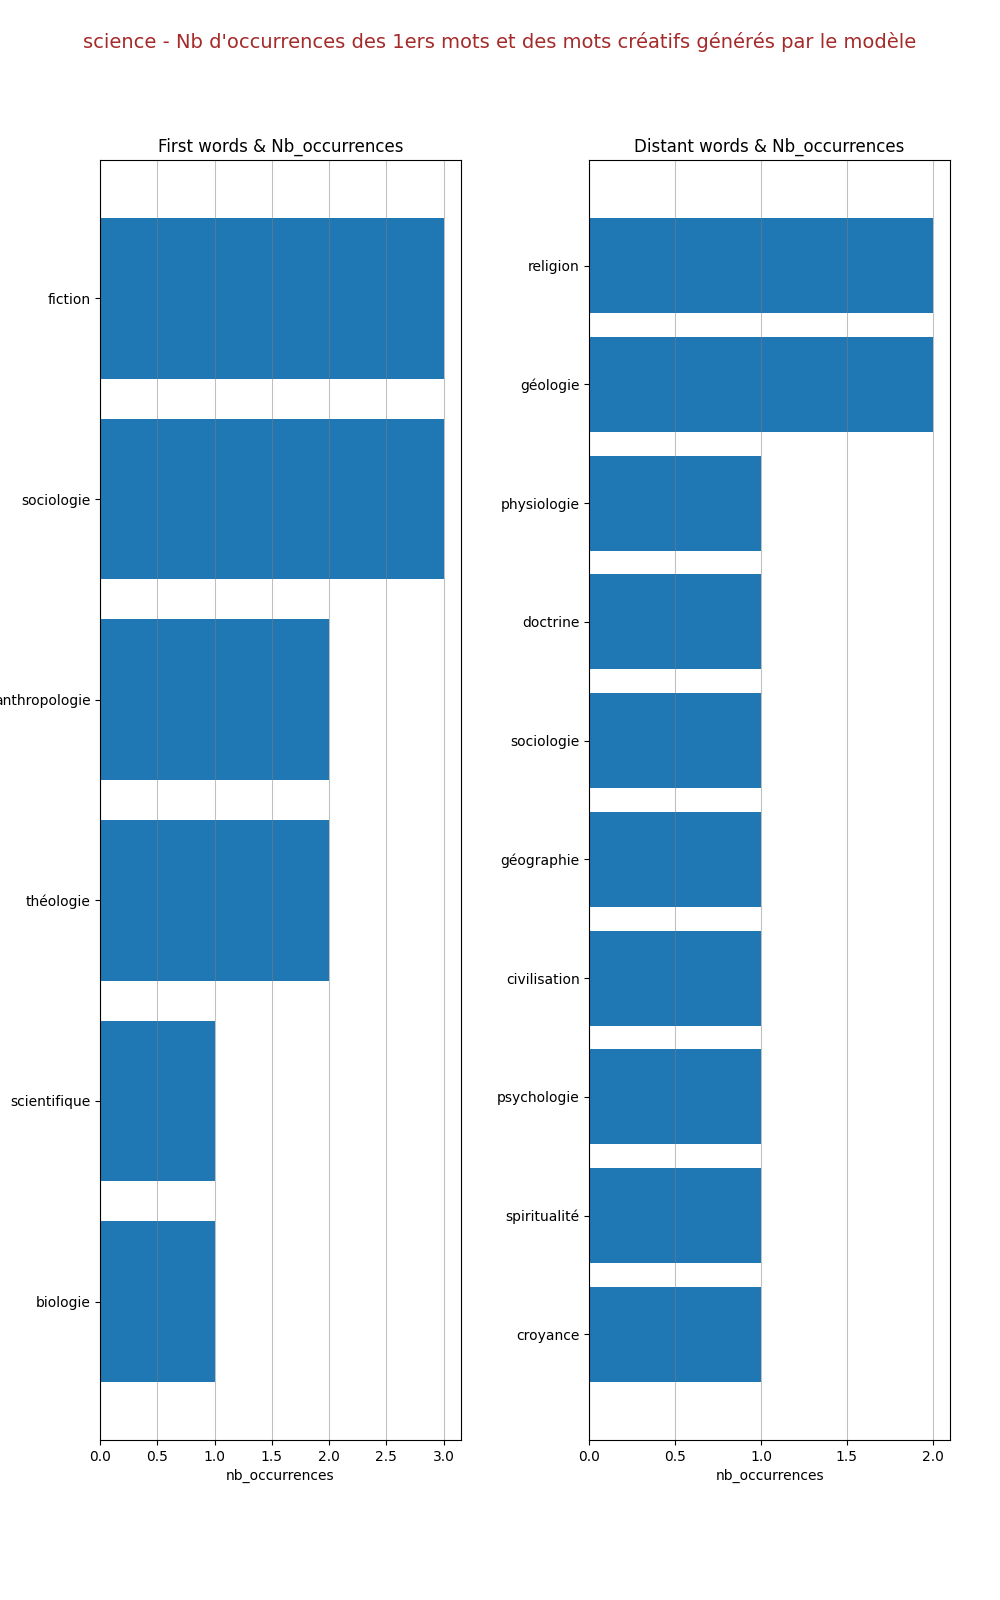 science - Nb d'occurrences des 1ers mots et des mots créatifs générés par le modèle
First words & Nb_occurrences
fiction
sociologie
anthropologie
théologie
scientifique
biologie
0.0 0.5 1.0 1.5 2.0 2.5 3.0
nb_occurrences
Distant words & Nb_occurrences
religion
géologie
physiologie
doctrine
sociologie
géographie
civilisation
psychologie
spiritualité
croyance
0.0 0.5 1.0 1.5 2.0
nb_occurrences